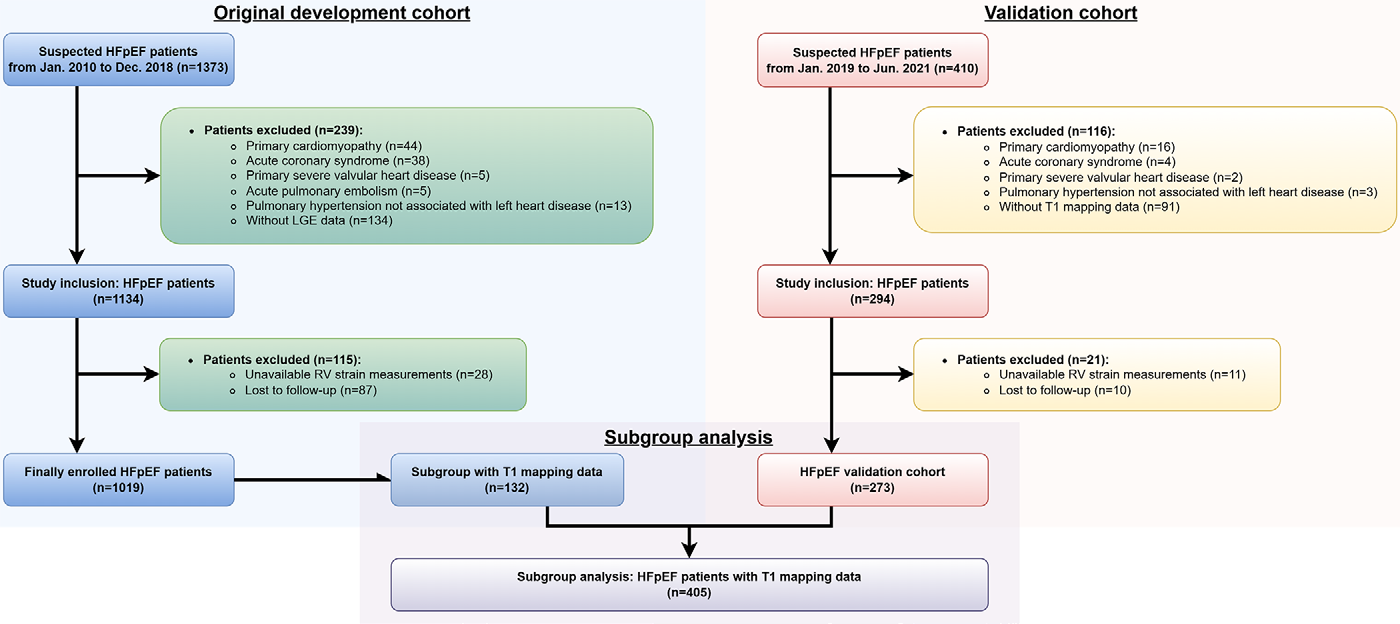 Original development cohort
Suspected HFpEF patients
from Jan. 2010 to Dec. 2018 (n=1373)
• Patients excluded (n=239):
o Primary cardiomyopathy (n=44)
o Acute coronary syndrome (n=38)
o Primary severe valvular heart disease (n=5)
o Acute pulmonary embolism (n=5)
o Pulmonary hypertension not associated with left heart disease (n=13)
o Without LGE data (n=134)
Study inclusion: HFpEF patients
(n=1134)
• Patients excluded (n=115):
o Unavailable RV strain measurements (n=28)
o Lost to follow-up (n=87)
Finally enrolled HFpEF patients
(n=1019)
Validation cohort
Suspected HFpEF patients
from Jan. 2019 to Jun. 2021 (n=410)
• Patients excluded (n=116):
o Primary cardiomyopathy (n=16)
o Acute coronary syndrome (n=4)
o Primary severe valvular heart disease (n=2)
o Pulmonary hypertension not associated with left heart disease (n=3)
o Without T1 mapping data (n=91)
Study inclusion: HFpEF patients
(n=294)
• Patients excluded (n=21):
o Unavailable RV strain measurements (n=11)
o Lost to follow-up (n=10)
Subgroup analysis
Subgroup with T1 mapping data
(n=132)
HFpEF validation cohort
(n=273)
Subgroup analysis: HFpEF patients with T1 mapping data
(n=405)